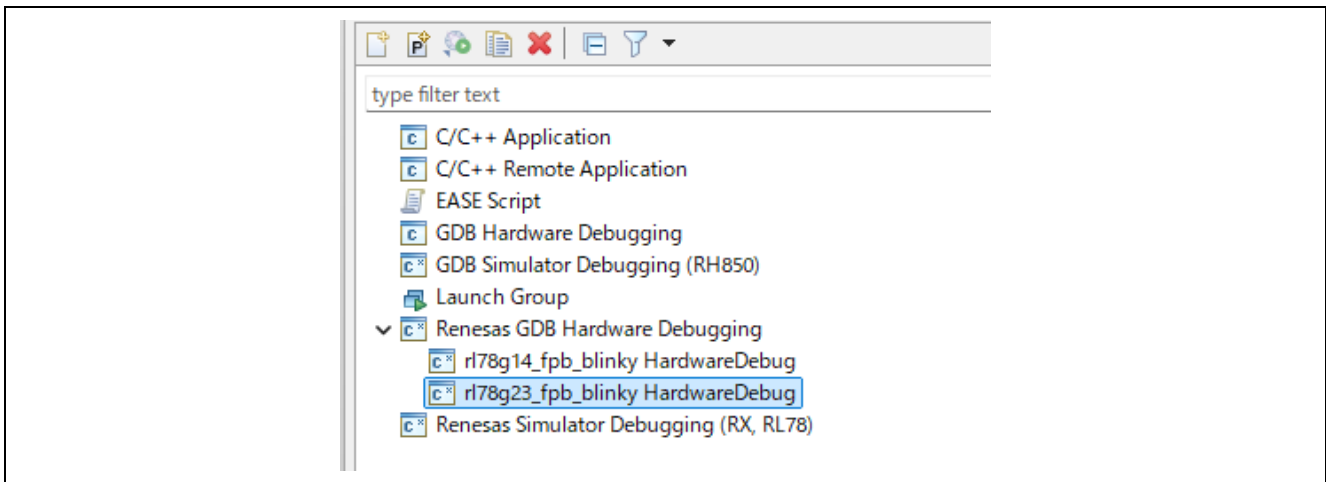 type filter text
C/C++ Application
C/C++ Remote Application
EASE Script
GDB Hardware Debugging
GDB Simulator Debugging (RH850)
Launch Group
Renesas GDB Hardware Debugging
rl78g14_fpb_blinky HardwareDebug
rl78g23_fpb_blinky HardwareDebug
Renesas Simulator Debugging (RX, RL78)